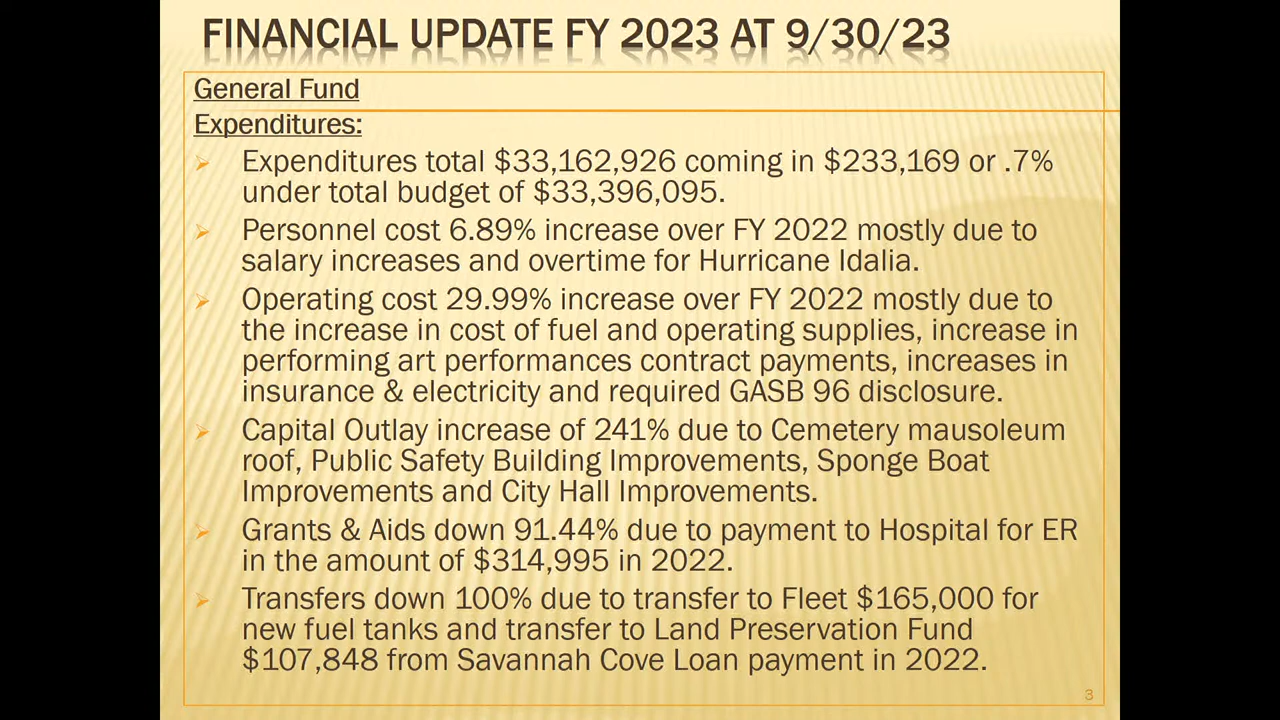 FINANCIAL UPDATE FY 2023 AT 9/30/23
General Fund
Expenditures:
Expenditures total $33,162,926 coming in $233,169 or .7%
under total budget of $33,396,095.
Personnel cost 6.89% increase over FY 2022 mostly due to
salary increases and overtime for Hurricane Idalia.
Operating cost 29.99% increase over FY 2022 mostly due to
the increase in cost of fuel and operating supplies, increase in
performing art performances contract payments, increases in
insurance & electricity and required GASB 96 disclosure.
Capital Outlay increase of 241% due to Cemetery mausoleum
roof, Public Safety Building Improvements, Sponge Boat
Improvements and City Hall Improvements.
Grants & Aids down 91.44% due to payment to Hospital for ER
in the amount of $314,995 in 2022.
Transfers down 100% due to transfer to Fleet $165,000 for
new fuel tanks and transfer to Land Preservation Fund
$107,848 from Savannah Cove Loan payment in 2022.
3